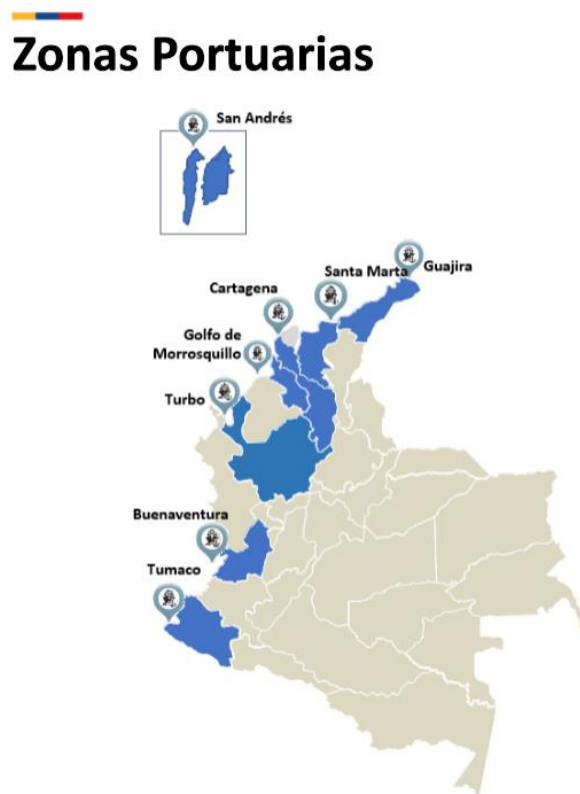 Zonas Portuarias
San Andrés
Santa Marta
Guajira
Cartagena
Golfo de
Morrosquillo
Turbo
Buenaventura
Tumaco